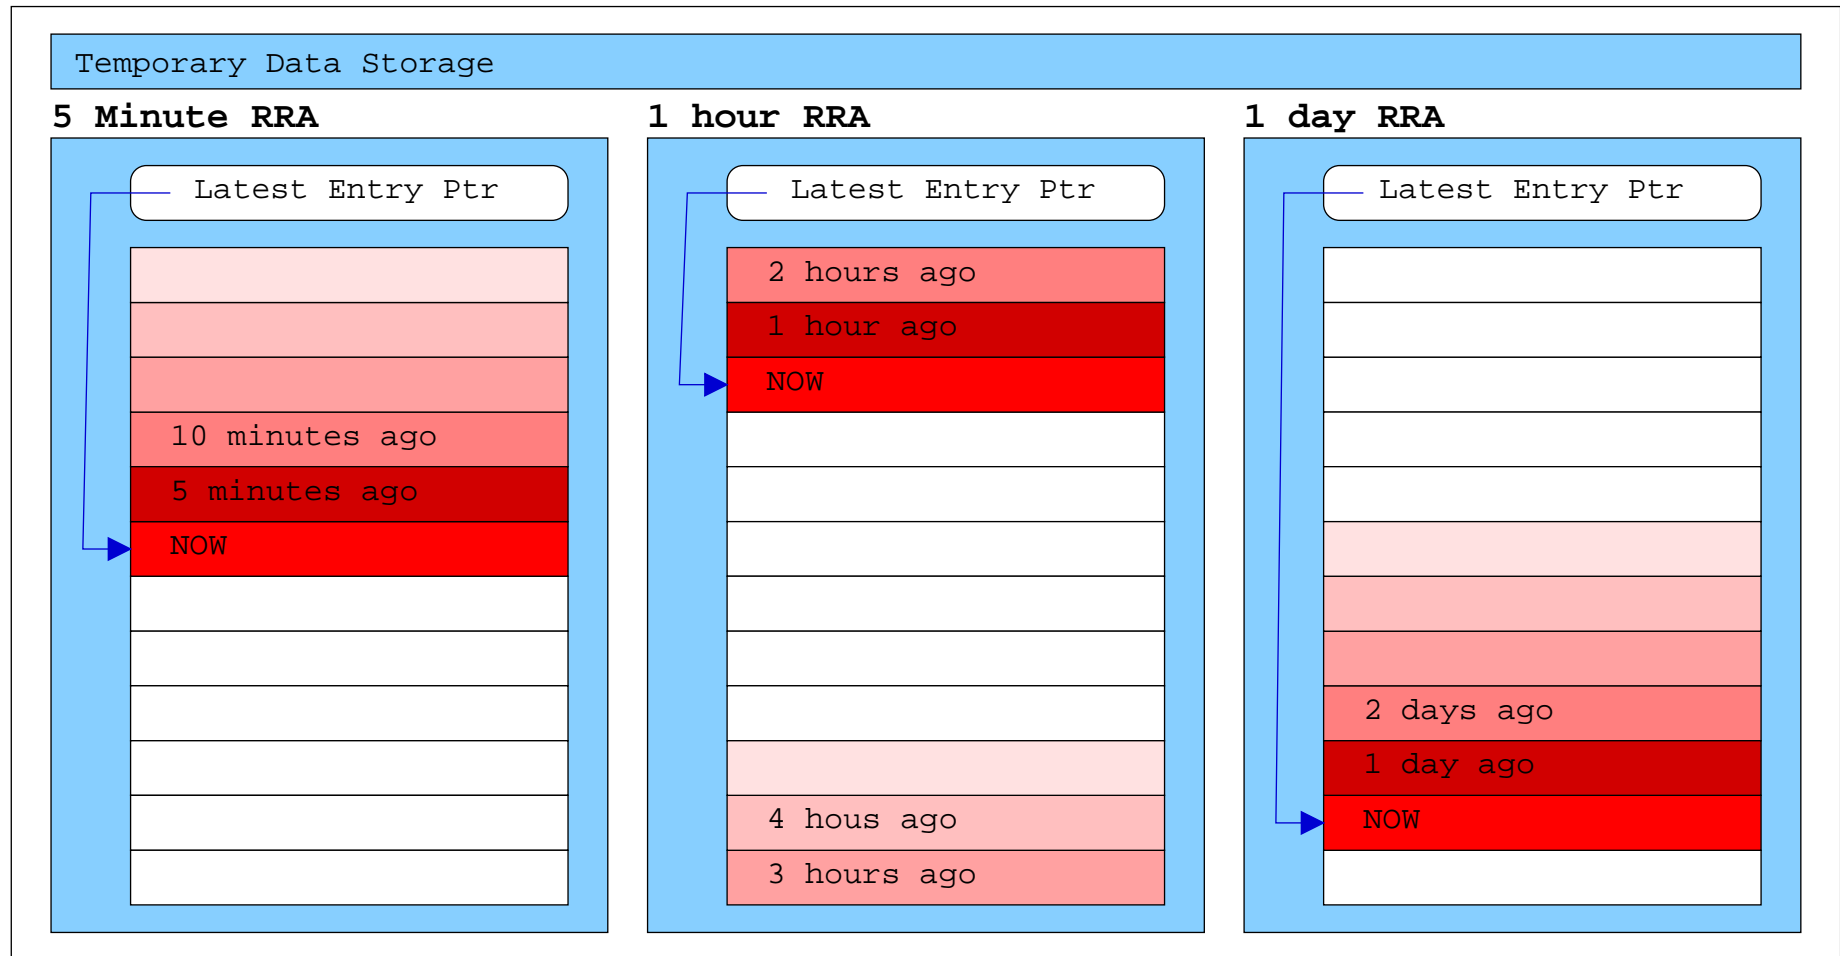 Temporary Data Storage
5 Minute RRA
Latest Entry Ptr
10 minutes ago
5 minutes ago
NOW
1 hour RRA
Latest Entry Ptr
2 hours ago
1 hour ago
NOW
4 hous ago
3 hours ago
1 day RRA
Latest Entry Ptr
2 days ago
1 day ago
NOW